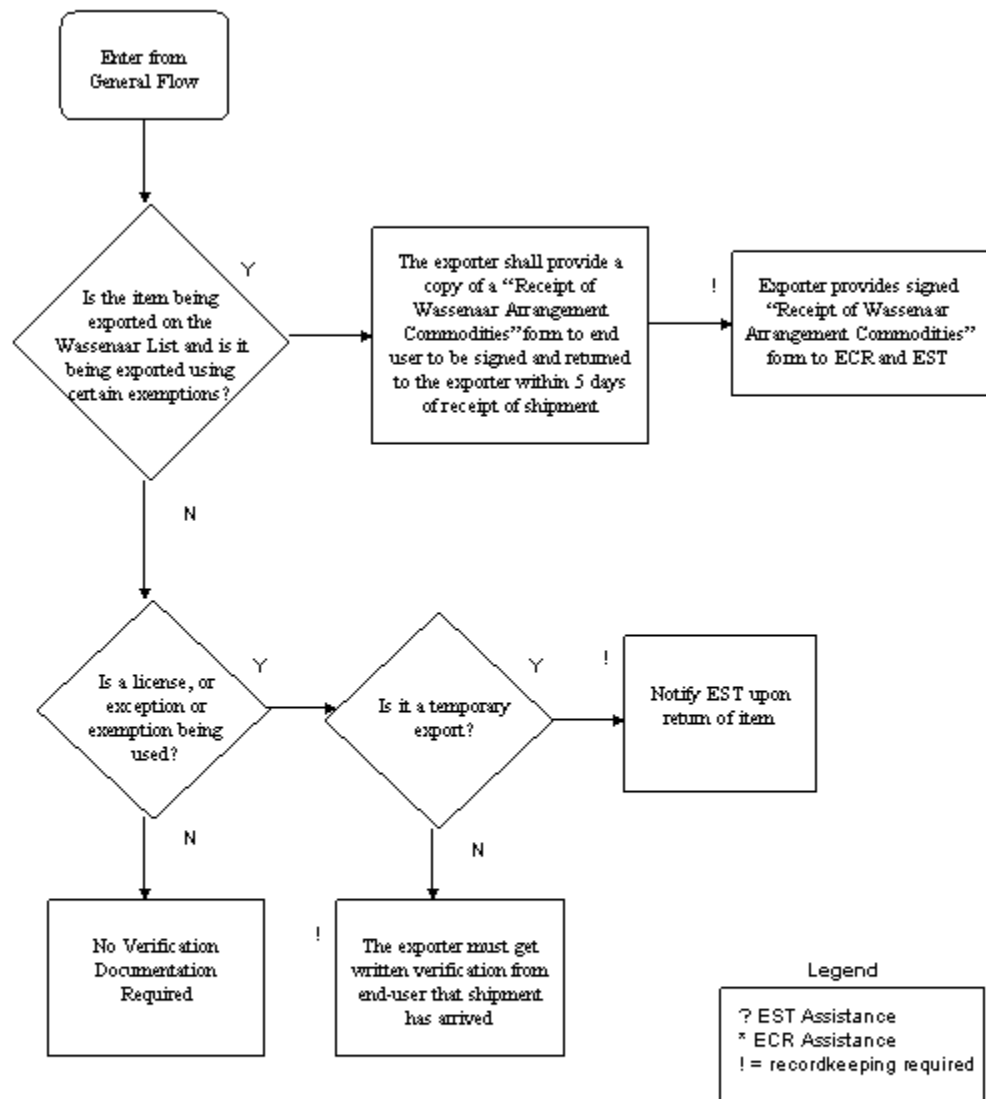 Enter from
General Flow
Y
Is the item being
exported on the
Wassenaar List and is it
being exported using
certain exemptions?
The exporter shall provide a
copy of a “Receipt of
Wassenaar Arrangement
Commodities” form to end
user to be signed and returned
to the exporter within 5 days
of receipt of shipment
!
Exporter provides signed
“Receipt of Wassenaar
Arrangement Commodities”
form to ECR and EST
N
Is a license, or
exception or
exemption being
used?
Y
Is it a temporary
export?
Y
!
Notify EST upon
return of item
N
N
No Verification
Documentation
Required
!
The exporter must get
written verification from
end-user that shipment
has arrived
Legend
? EST Assistance
* ECR Assistance
! = recordkeeping required